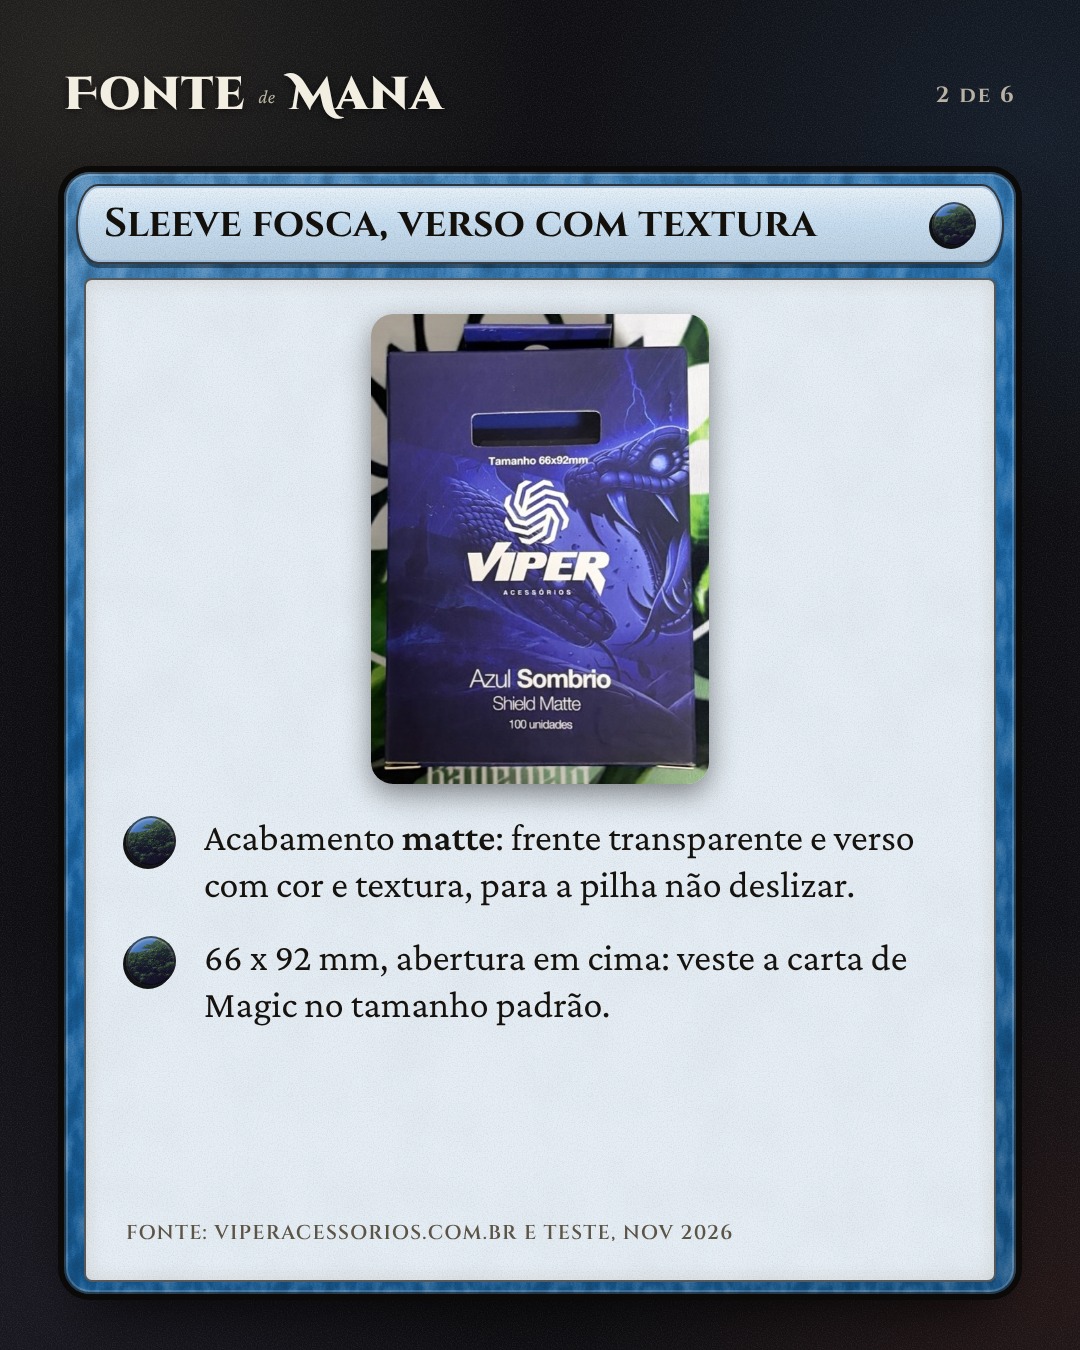 FONTE de MANA
2 DE 6
SLEEVE FOSCA, VERSO COM TEXTURA
Tamanho 66x92mm
VIPER
ACESSÓRIOS
Azul Sombrio
Shield Matte
100 unidades
Acabamento matte: frente transparente e verso
com cor e textura, para a pilha não deslizar.
66 x 92 mm, abertura em cima: veste a carta de
Magic no tamanho padrão.
FONTE: VIPERACESSORIOS.COM.BR E TESTE, NOV 2026